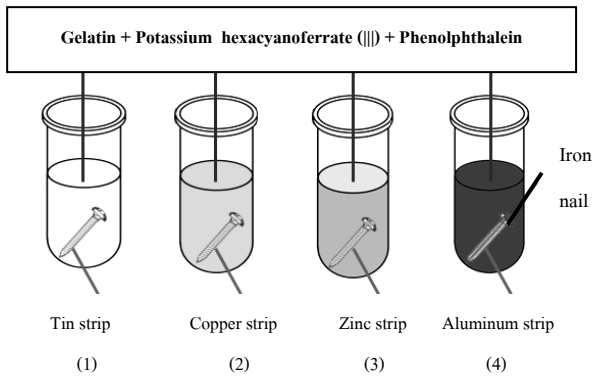 Gelatin + Potassium hexacyanoferrate (|||) + Phenolphthalein
Iron
nail
Tin strip
Copper strip
Zinc strip
Aluminum strip
(1)
(2)
(3)
(4)